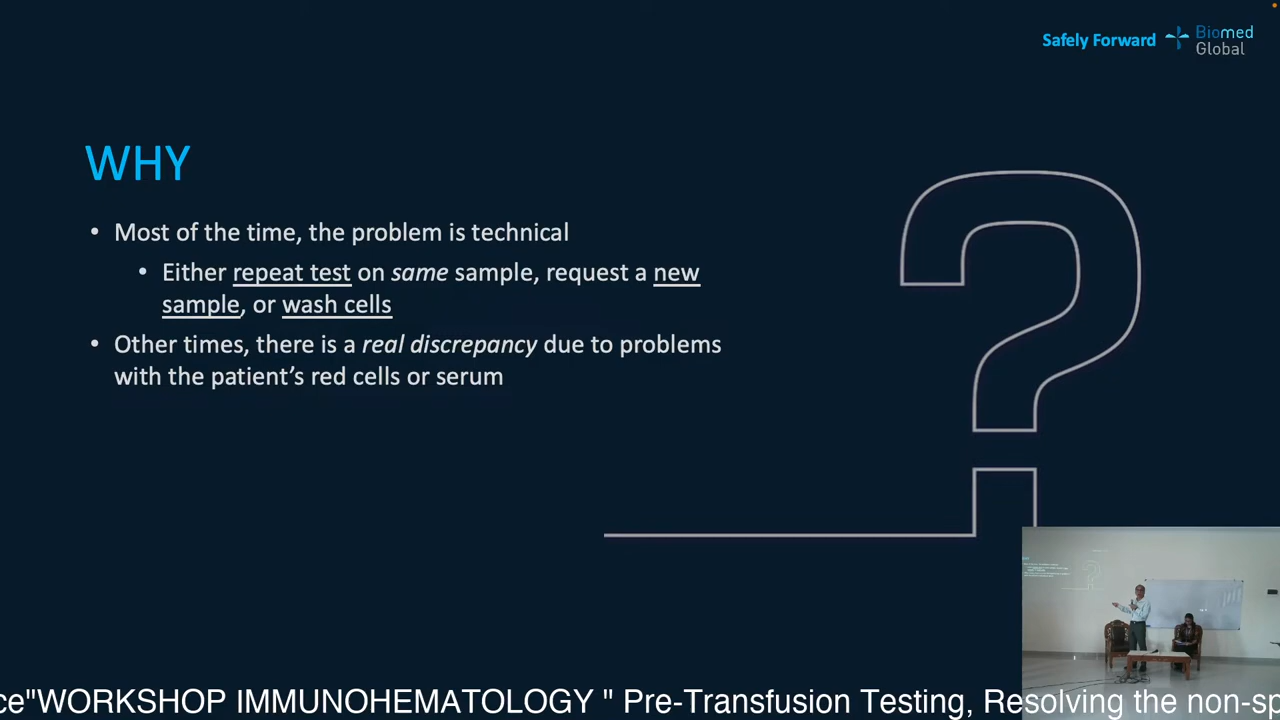 Safely Forward
Biomed
Global
WHY
• Most of the time, the problem is technical
• Either repeat test on same sample, request a new
sample, or wash cells
• Other times, there is a real discrepancy due to problems
with the patient's red cells or serum
ce"WORKSHOP IMMUNOHEMATOLOGY " Pre-Transfusion Testing, Resolving the non-sp